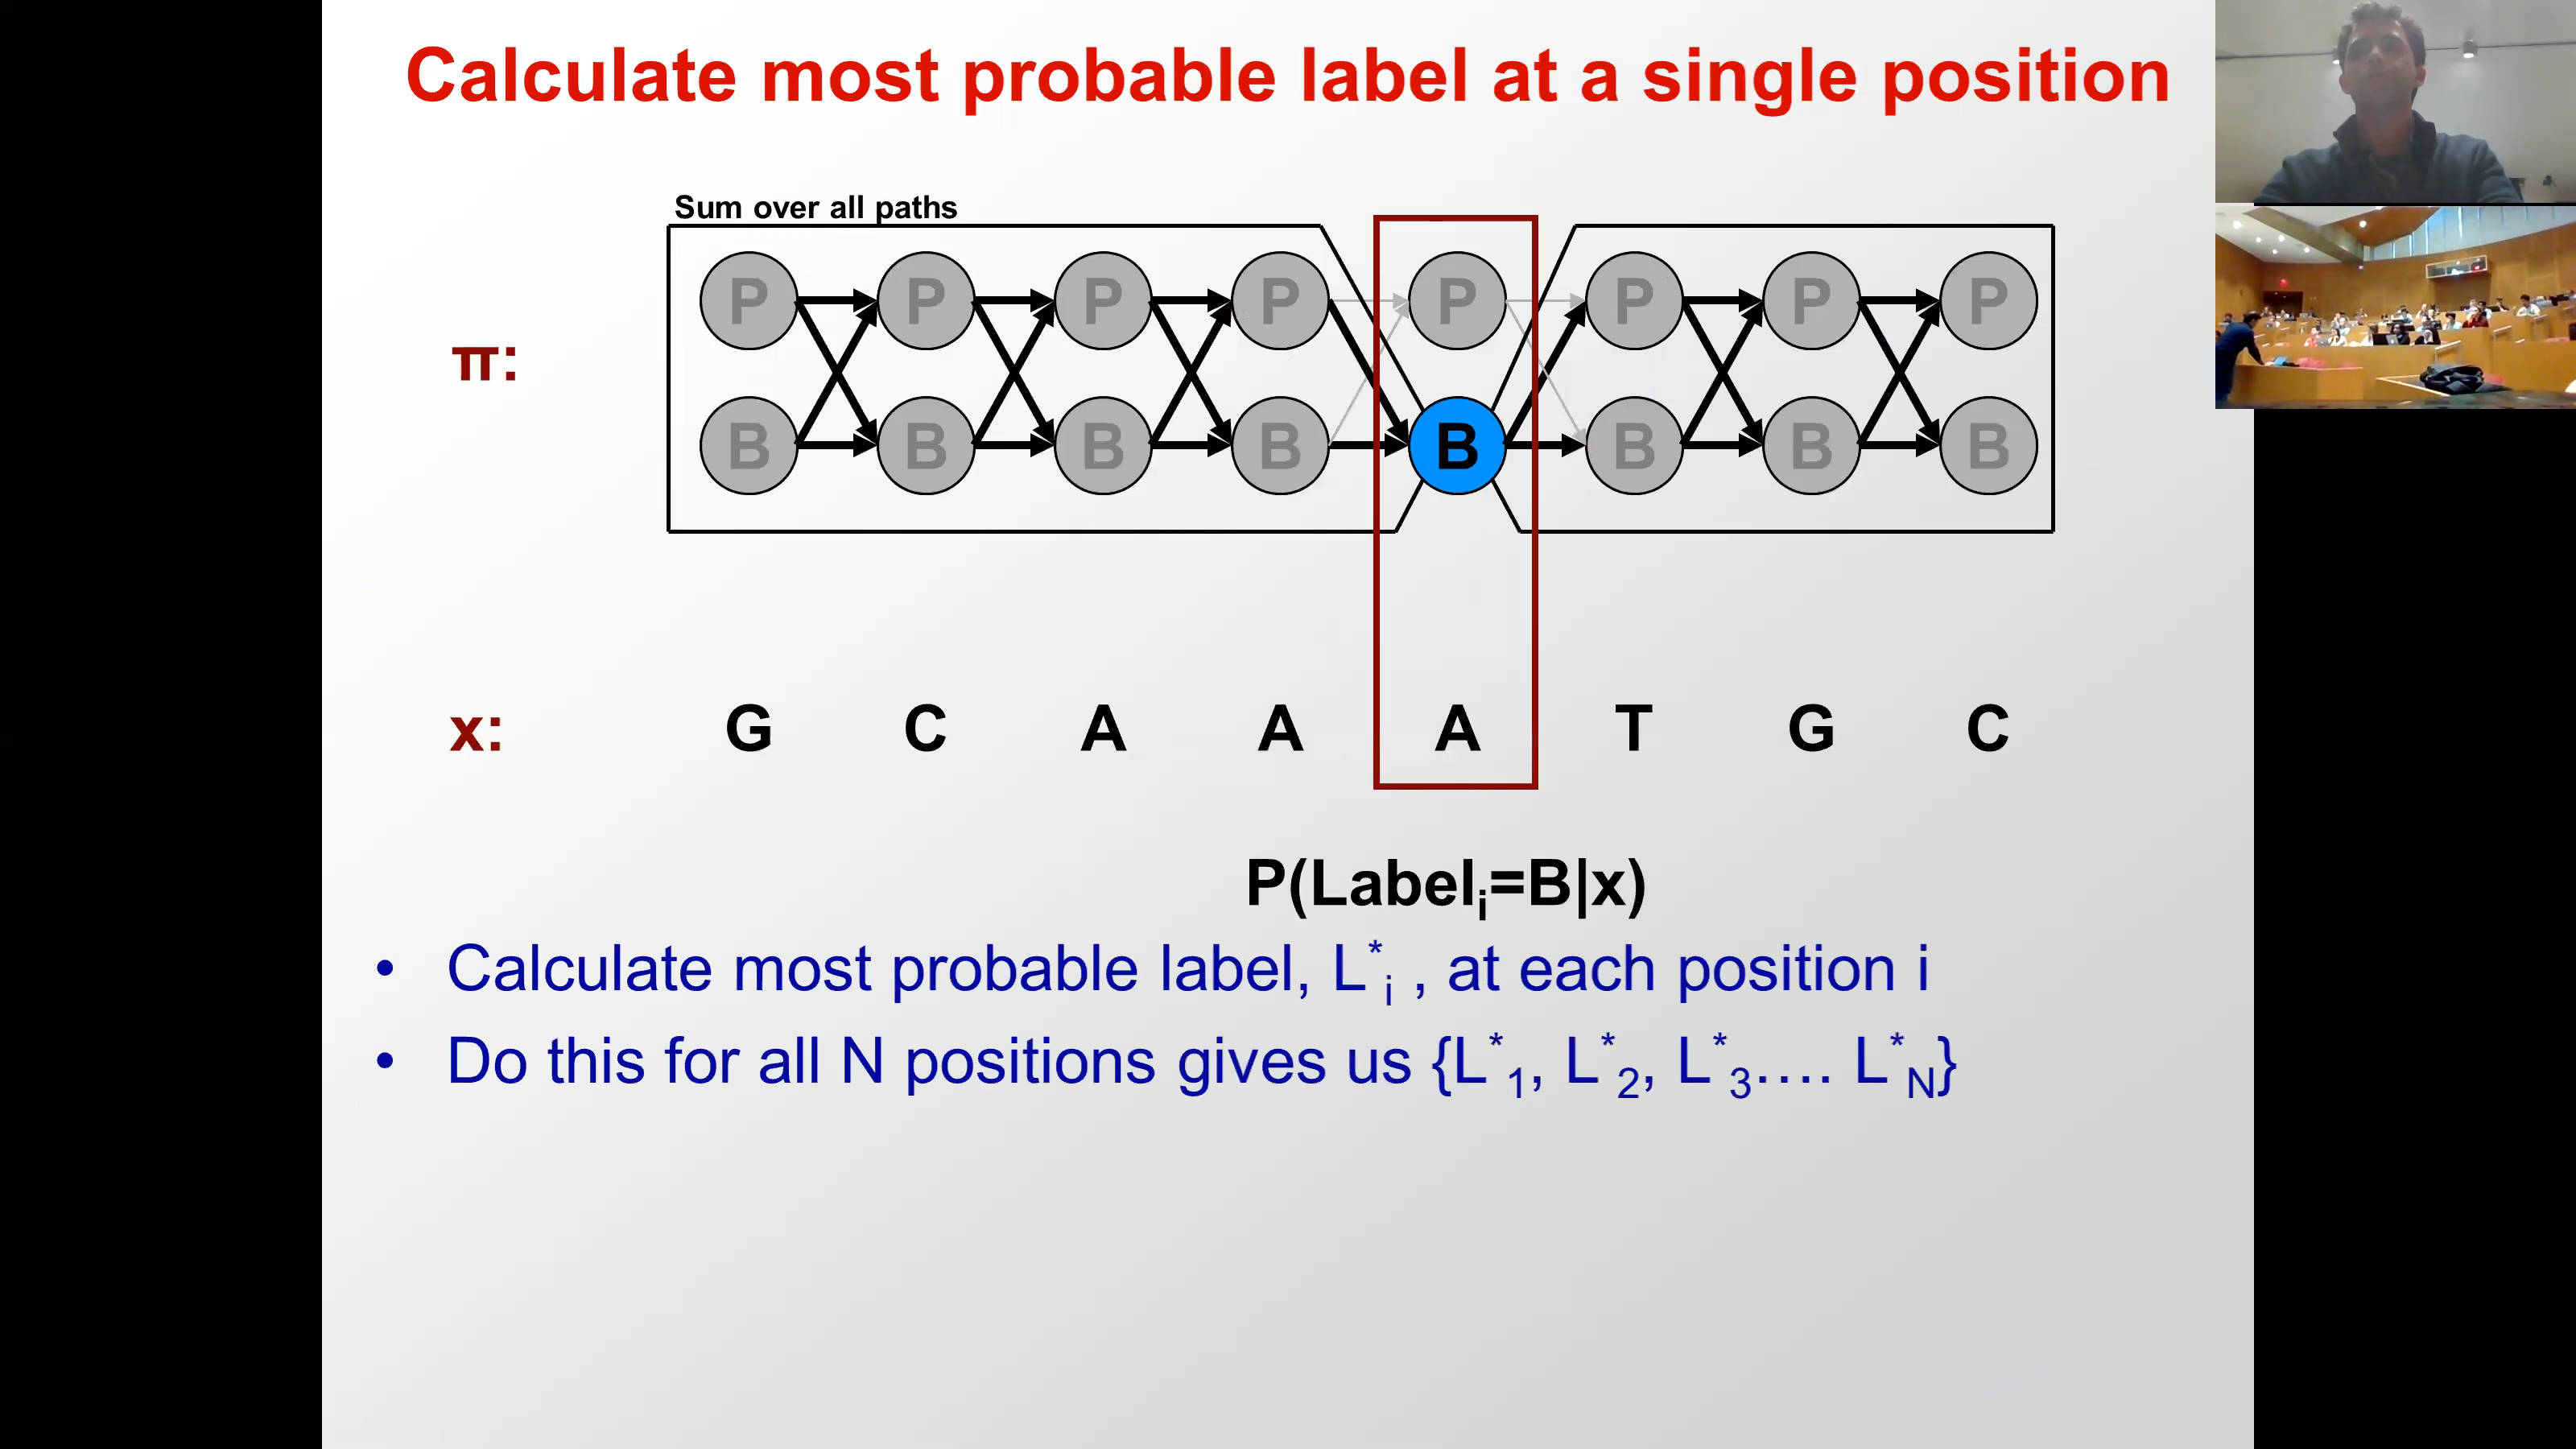 Calculate most probable label at a single position
Sum over all paths
P P P P P P P P
π:
B B B B B B B B
x: G C A A A T G C
P(Labelᵢ=B|x)
• Calculate most probable label, L*ᵢ , at each position i
• Do this for all N positions gives us {L*₁, L*₂, L*₃.... L*_N}